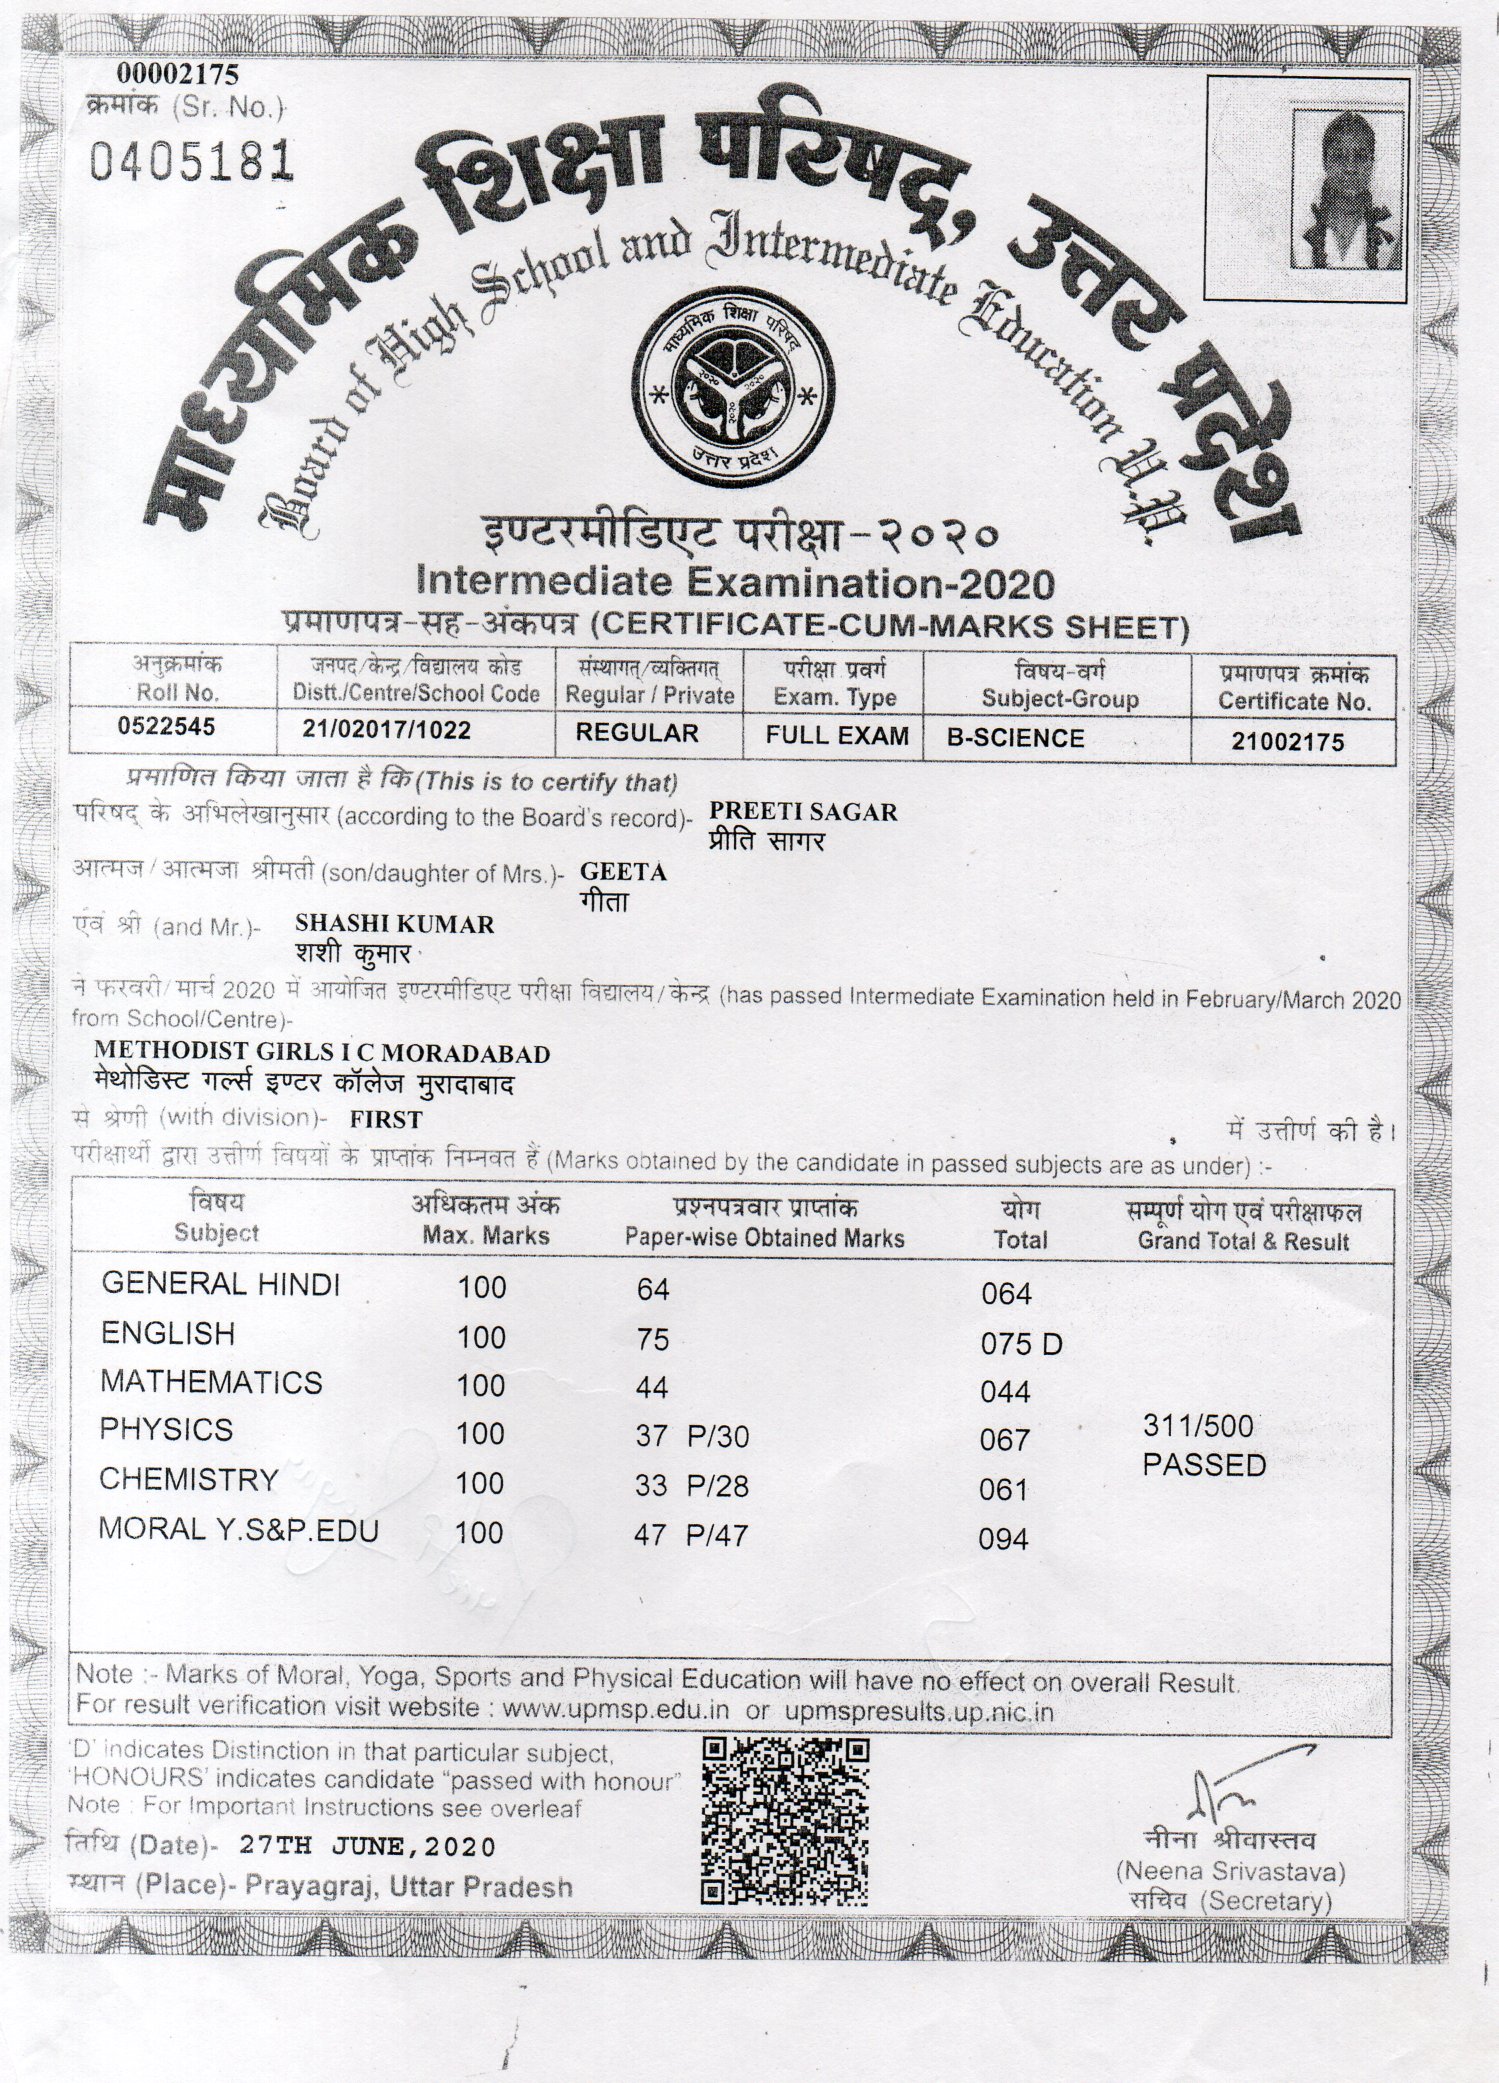 00002175
क्रमांक (Sr. No.)
0405181
माध्यमिक शिक्षा परिषद्, उत्तर प्रदेश
Board of High School and Intermediate Education U.P.
माध्यमिक शिक्षा परिषद्
२०२० २०२०
२०२०
उत्तर प्रदेश
इण्टरमीडिएट परीक्षा-२०२०
Intermediate Examination-2020
प्रमाणपत्र-सह-अंकपत्र (CERTIFICATE-CUM-MARKS SHEET)
अनुक्रमांक जनपद/केन्द्र/विद्यालय कोड संस्थागत्/व्यक्तिगत् परीक्षा प्रवर्ग विषय-वर्ग प्रमाणपत्र क्रमांक
Roll No. Distt./Centre/School Code Regular / Private Exam. Type Subject-Group Certificate No.
0522545 21/02017/1022 REGULAR FULL EXAM B-SCIENCE 21002175
प्रमाणित किया जाता है कि (This is to certify that)
परिषद् के अभिलेखानुसार (according to the Board's record)- PREETI SAGAR
प्रीति सागर
आत्मज/आत्मजा श्रीमती (son/daughter of Mrs.)- GEETA
गीता
एवं श्री (and Mr.)- SHASHI KUMAR
शशी कुमार
ने फरवरी/मार्च 2020 में आयोजित इण्टरमीडिएट परीक्षा विद्यालय/केन्द्र (has passed Intermediate Examination held in February/March 2020
from School/Centre)-
METHODIST GIRLS I C MORADABAD
मेथोडिस्ट गर्ल्स इण्टर कॉलेज मुरादाबाद
से श्रेणी (with division)- FIRST में उत्तीर्ण की है।
परीक्षार्थी द्वारा उत्तीर्ण विषयों के प्राप्तांक निम्नवत हैं (Marks obtained by the candidate in passed subjects are as under) :-
विषय अधिकतम अंक प्रश्नपत्रवार प्राप्तांक योग सम्पूर्ण योग एवं परीक्षाफल
Subject Max. Marks Paper-wise Obtained Marks Total Grand Total & Result
GENERAL HINDI 100 64 064
ENGLISH 100 75 075 D
MATHEMATICS 100 44 044
PHYSICS 100 37 P/30 067 311/500
CHEMISTRY 100 33 P/28 061 PASSED
MORAL Y.S&P.EDU 100 47 P/47 094
Note :- Marks of Moral, Yoga, Sports and Physical Education will have no effect on overall Result.
For result verification visit website : www.upmsp.edu.in or upmspresults.up.nic.in
'D' indicates Distinction in that particular subject,
'HONOURS' indicates candidate "passed with honour"
Note : For Important Instructions see overleaf
तिथि (Date)- 27TH JUNE,2020
स्थान (Place)- Prayagraj, Uttar Pradesh
नीना श्रीवास्तव
(Neena Srivastava)
सचिव (Secretary)